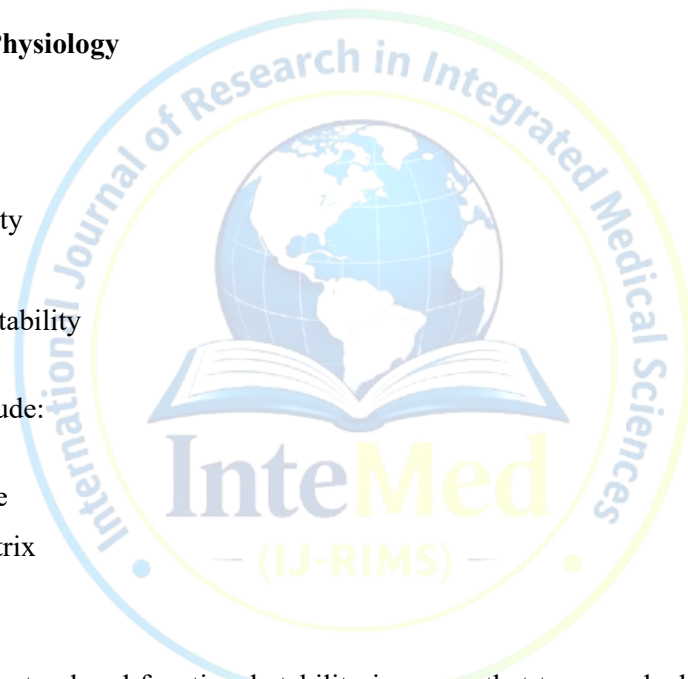 Physiology
International Journal of Research in Integrated Medical Sciences
ty
tability
ude:
InteMed
e
trix
(IJ-RIMS)